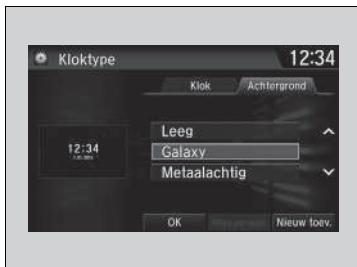 Kloktype
12:34
Klok
Achtergrond
Leeg
12:34
Galaxy
Metaalachtig
OK
Nieuw toev.